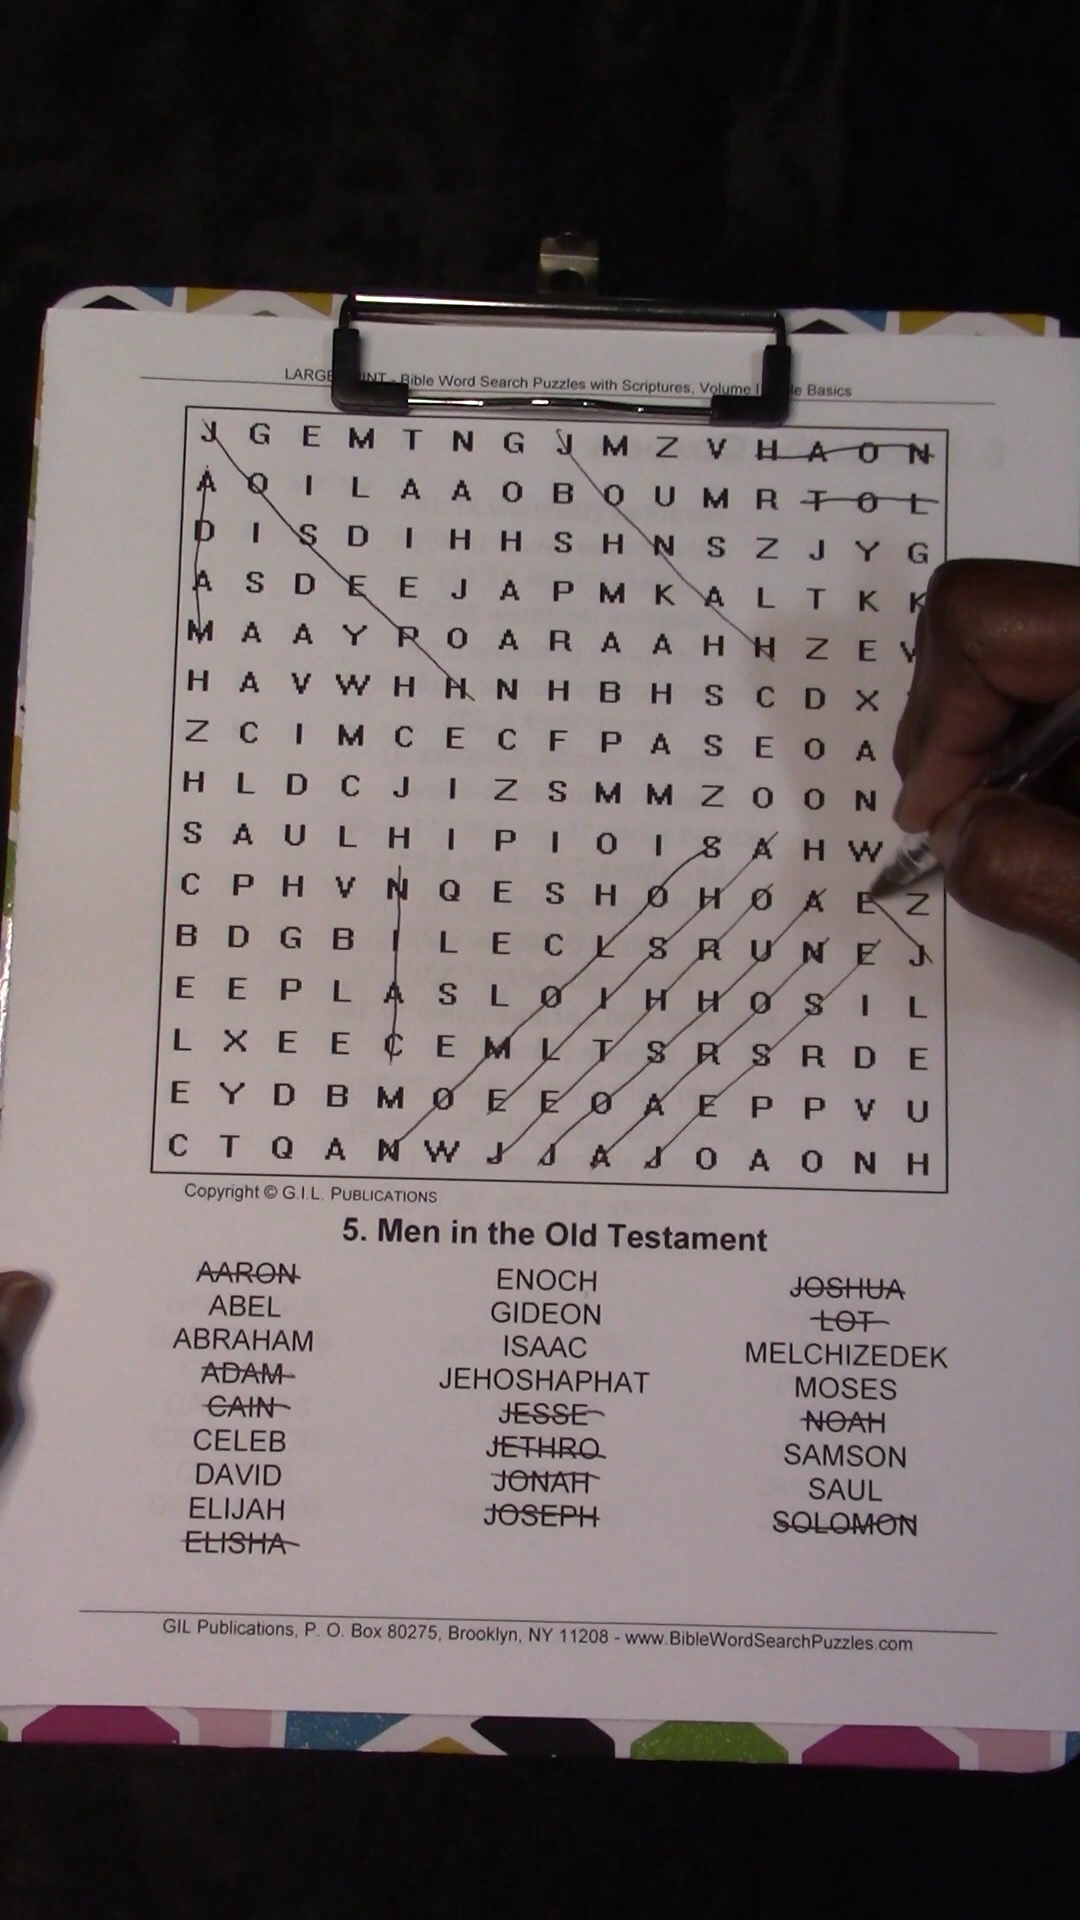 LARGE PRINT - Bible Word Search Puzzles with Scriptures, Volume I Basics
J G E M T N G J M Z V H A O N
A O I L A A O B O U M R T O L
D I S D I H H S H N S Z J Y G
A S D E E J A P M K A L T K K
M A A Y P O A R A A H H Z E
H A V W H H N H B H S C D X
Z C I M C E C F P A S E O A
H L D C J I Z S M M Z O O N
S A U L H I P I O I S A H W
C P H V N Q E S H O H O A E Z
B D G B I L E C L S R U N E J
E E P L A S L O I H H O S I L
L X E E C E M L T S R S R D E
E Y D B M O E E O A E P P V U
C T Q A N W J J A J O A O N H
Copyright © G.I.L. PUBLICATIONS
5. Men in the Old Testament
AARON ENOCH JOSHUA
ABEL GIDEON LOT
ABRAHAM ISAAC MELCHIZEDEK
ADAM JEHOSHAPHAT MOSES
CAIN JESSE NOAH
CELEB JETHRO SAMSON
DAVID JONAH SAUL
ELIJAH JOSEPH SOLOMON
ELISHA
GIL Publications, P. O. Box 80275, Brooklyn, NY 11208 - www.BibleWordSearchPuzzles.com